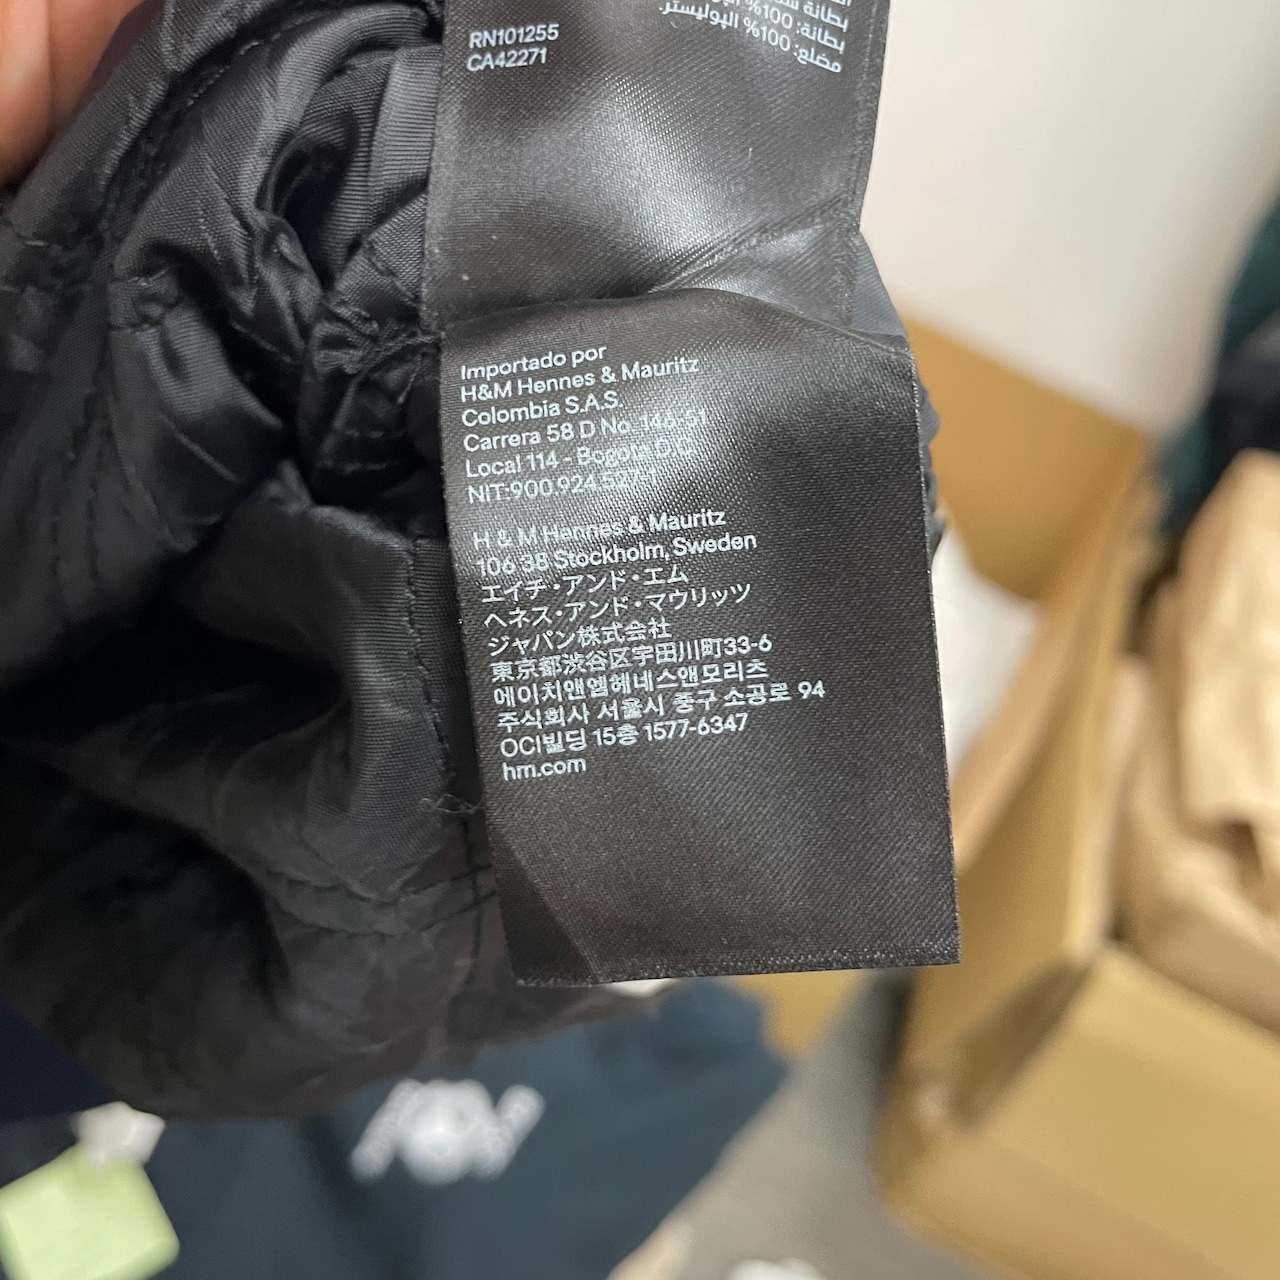 RN101255
CA42271
بطانة: 100% البوليستر
مضلع: 100% البوليستر
Importado por
H&M Hennes & Mauritz
Colombia S.A.S.
Carrera 58 D No. 146-51
Local 114 - Bogota D.C.
NIT:900.924.527-1
H & M Hennes & Mauritz
106 38 Stockholm, Sweden
エイチ・アンド・エム
ヘネス・アンド・マウリッツ
ジャパン株式会社
東京都渋谷区宇田川町33-6
에이치앤엠헤네스앤모리츠
주식회사 서울시 중구 소공로 94
OCI빌딩 15층 1577-6347
hm.com